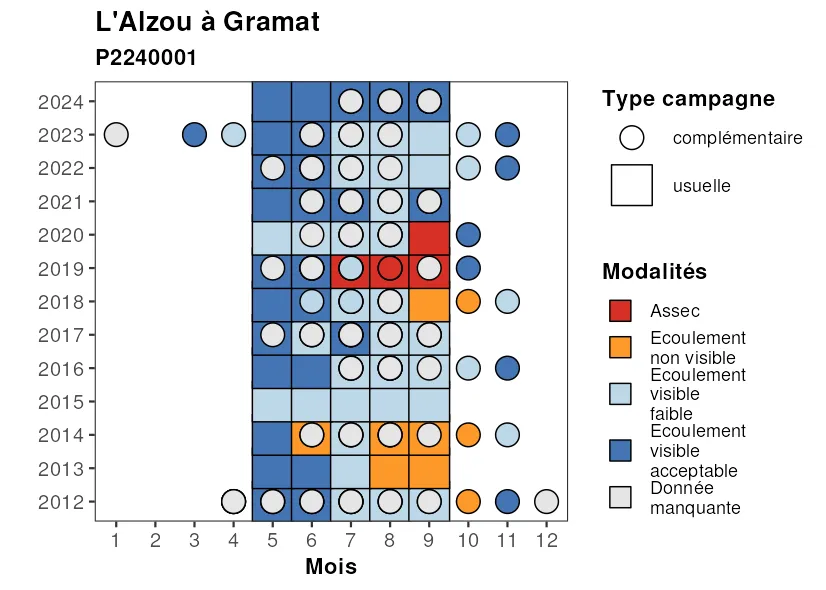 L'Alzou à Gramat
P2240001
2024
2023
2022
2021
2020
2019
2018
2017
2016
2015
2014
2013
2012
1 2 3 4 5 6 7 8 9 10 11 12
Mois
Type campagne
complémentaire
usuelle
Modalités
Assec
Ecoulement
non visible
Ecoulement
visible
faible
Ecoulement
visible
acceptable
Donnée
manquante